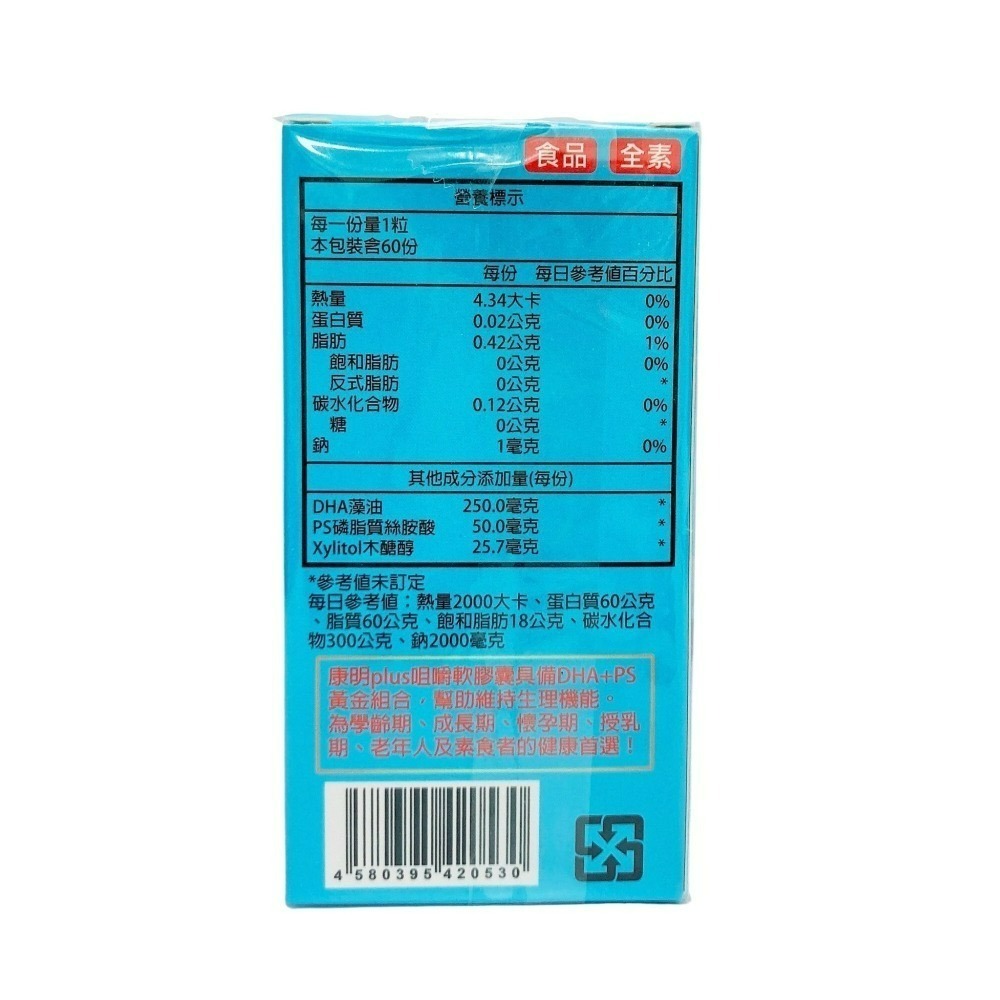 食品 全素
營養標示
每一份量1粒
本包裝含60份
每份 每日參考值百分比
熱量 4.34大卡 0%
蛋白質 0.02公克 0%
脂肪 0.42公克 1%
飽和脂肪 0公克 0%
反式脂肪 0公克 *
碳水化合物 0.12公克 0%
糖 0公克 *
鈉 1毫克 0%
其他成分添加量(每份)
DHA藻油 250.0毫克 *
PS磷脂質絲胺酸 50.0毫克 *
Xylitol木醣醇 25.7毫克 *
*參考值未訂定
每日參考值：熱量2000大卡、蛋白質60公克
、脂質60公克、飽和脂肪18公克、碳水化合
物300公克、鈉2000毫克
康明plus咀嚼軟膠囊具備DHA+PS
黃金組合，幫助維持生理機能。
為學齡期、成長期、懷孕期、授乳
期、老年人及素食者的健康首選！
4 580395 420530